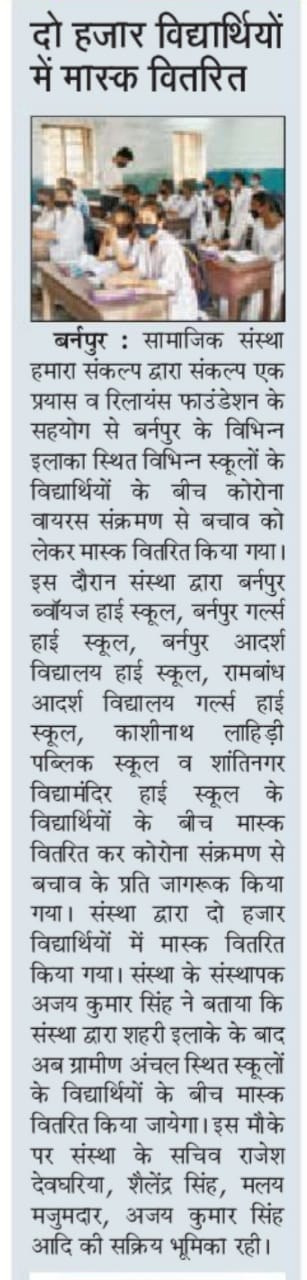 दो हजार विद्यार्थियों
में मास्क वितरित
बर्नपुर : सामाजिक संस्था
हमारा संकल्प द्वारा संकल्प एक
प्रयास व रिलायंस फाउंडेशन के
सहयोग से बर्नपुर के विभिन्न
इलाका स्थित विभिन्न स्कूलों के
विद्यार्थियों के बीच कोरोना
वायरस संक्रमण से बचाव को
लेकर मास्क वितरित किया गया।
इस दौरान संस्था द्वारा बर्नपुर
ब्वॉयज हाई स्कूल, बर्नपुर गर्ल्स
हाई स्कूल, बर्नपुर आदर्श
विद्यालय हाई स्कूल, रामबांध
आदर्श विद्यालय गर्ल्स हाई
स्कूल, काशीनाथ लाहिड़ी
पब्लिक स्कूल व शांतिनगर
विद्यामंदिर हाई स्कूल के
विद्यार्थियों के बीच मास्क
वितरित कर कोरोना संक्रमण से
बचाव के प्रति जागरूक किया
गया। संस्था द्वारा दो हजार
विद्यार्थियों में मास्क वितरित
किया गया। संस्था के संस्थापक
अजय कुमार सिंह ने बताया कि
संस्था द्वारा शहरी इलाके के बाद
अब ग्रामीण अंचल स्थित स्कूलों
के विद्यार्थियों के बीच मास्क
वितरित किया जायेगा। इस मौके
पर संस्था के सचिव राजेश
देवघरिया, शैलेंद्र सिंह, मलय
मजुमदार, अजय कुमार सिंह
आदि की सक्रिय भूमिका रही।